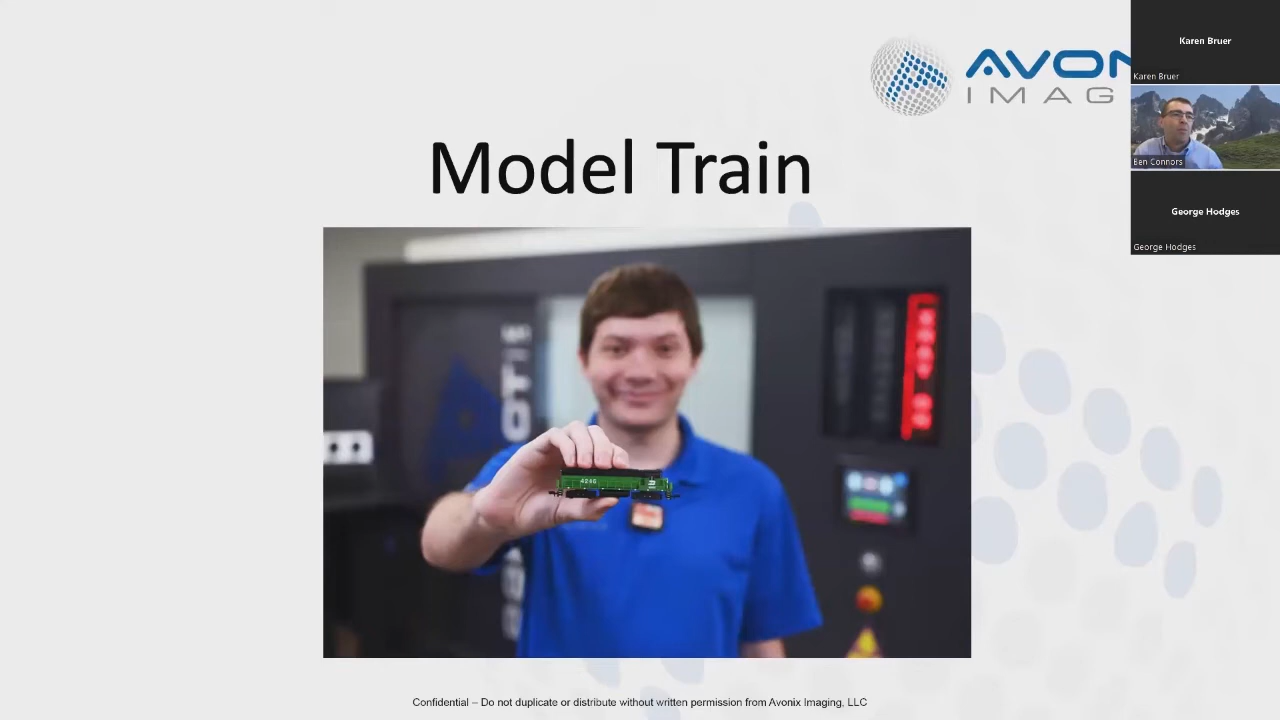 AVON
IMAG
Model Train
4246
Confidential – Do not duplicate or distribute without written permission from Avonix Imaging, LLC
Karen Bruer
Karen Bruer
Ben Connors
George Hodges
George Hodges